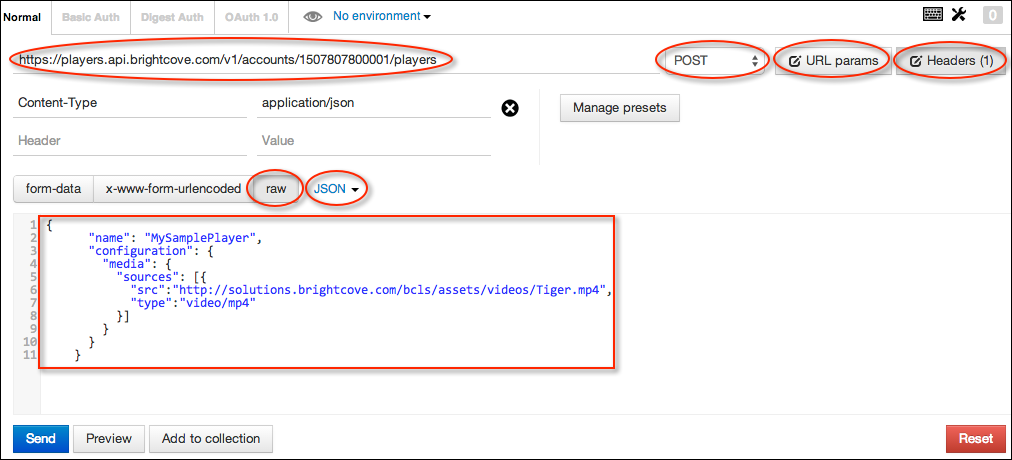 Normal Basic Auth Digest Auth OAuth 1.0 No environment 0
https://players.api.brightcove.com/v1/accounts/1507807800001/players POST URL params Headers (1)
Content-Type application/json Manage presets
Header Value
form-data x-www-form-urlencoded raw JSON
1 {
2 "name": "MySamplePlayer",
3 "configuration": {
4 "media": {
5 "sources": [{
6 "src":"http://solutions.brightcove.com/bcls/assets/videos/Tiger.mp4",
7 "type":"video/mp4"
8 }]
9 }
10 }
11 }
Send Preview Add to collection Reset